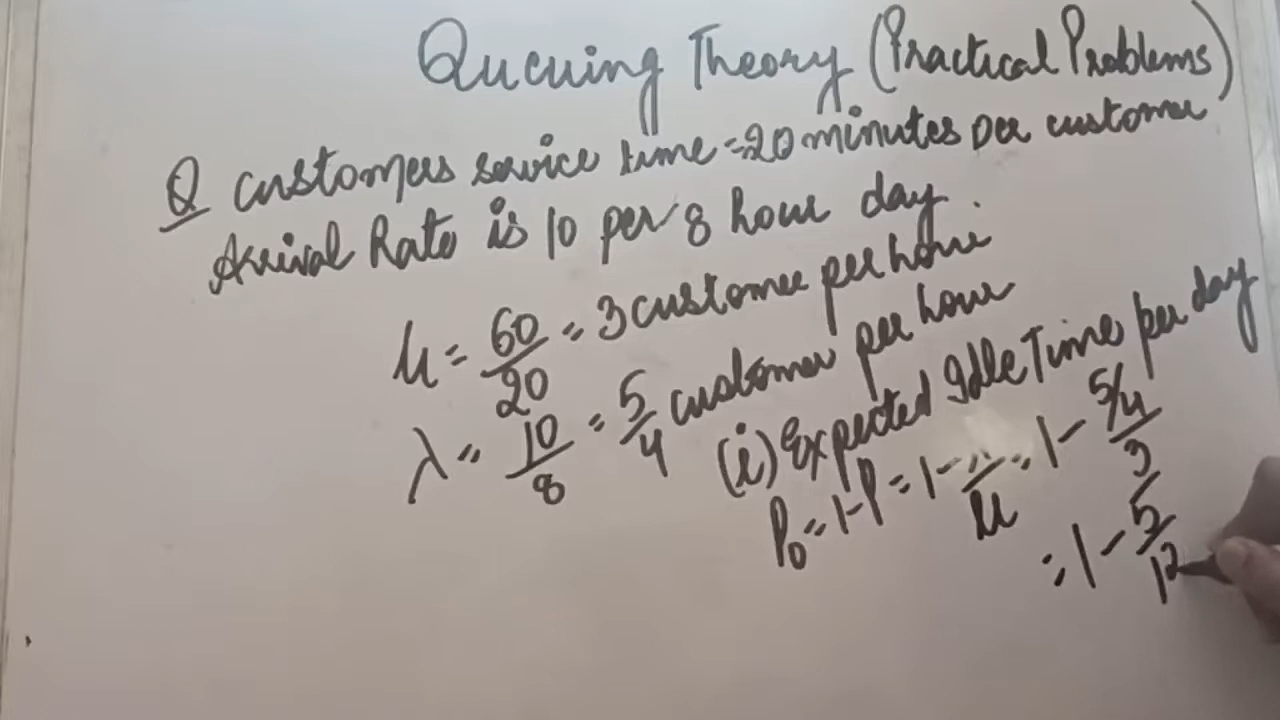 Queuing Theory (Practical Problems)
Q customers service time = 20 minutes per customer
Arrival Rate is 10 per 8 hour day.
μ = 60/20 = 3 customer per hour
λ = 10/8 = 5/4 customer per hour
(i) Expected Idle Time per day
P₀ = 1-ρ = 1 - λ/μ = 1 - 5/4/3
= 1 - 5/12